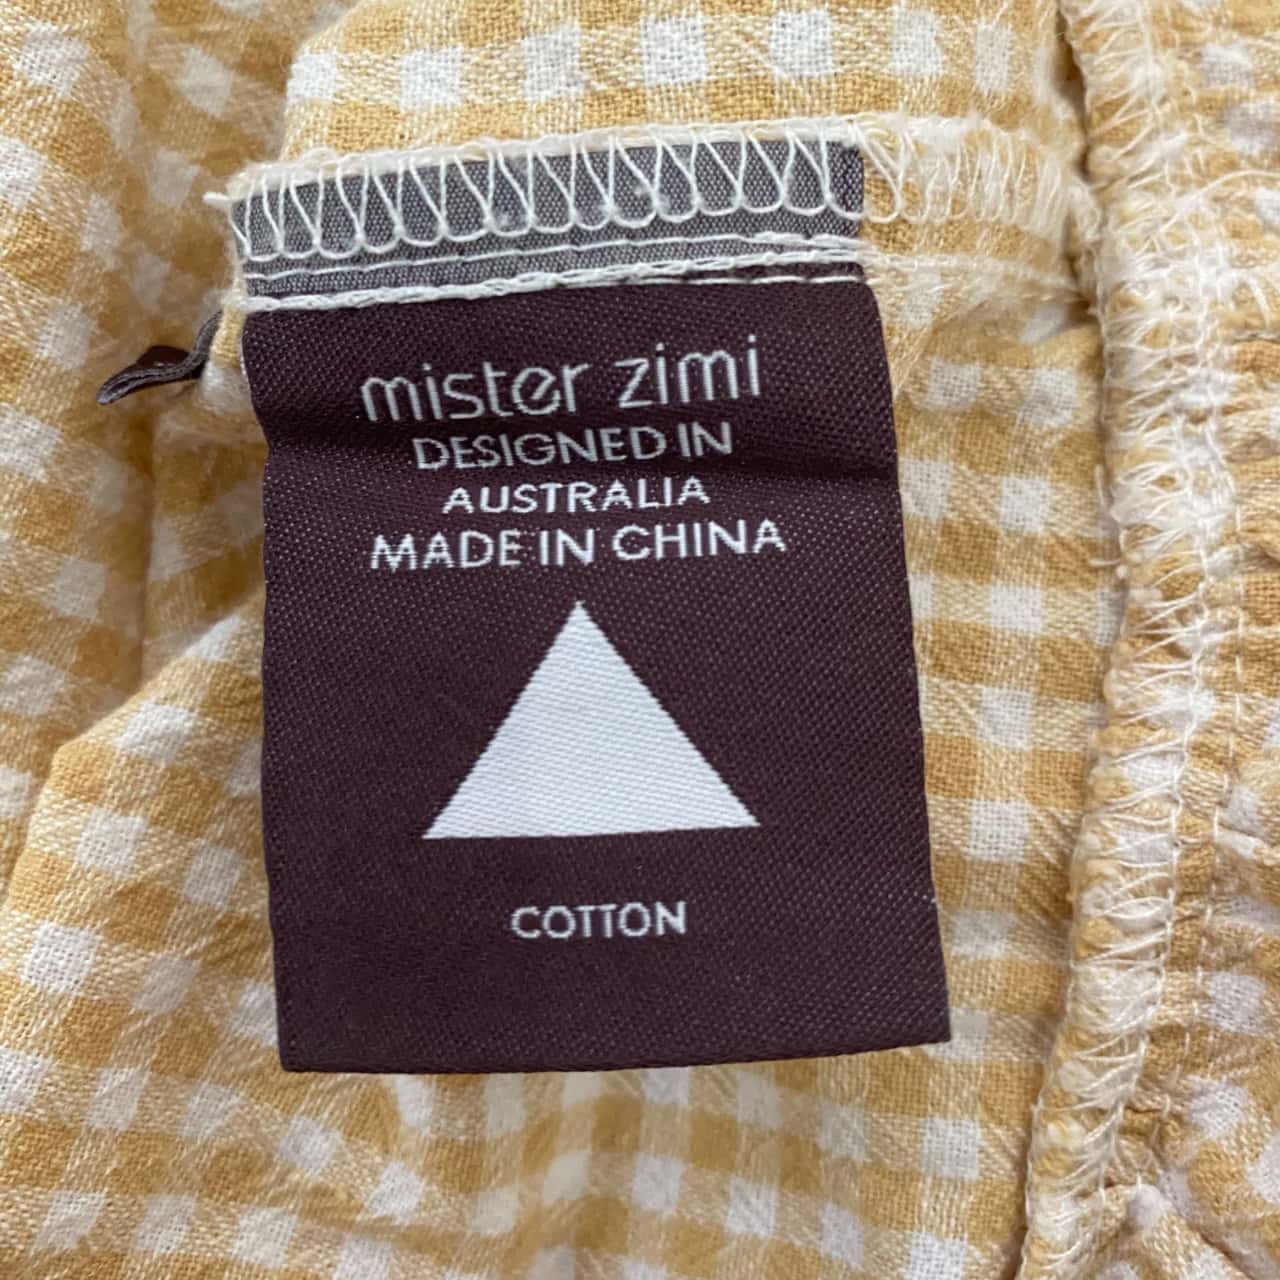 mister zimi
DESIGNED IN
AUSTRALIA
MADE IN CHINA
COTTON